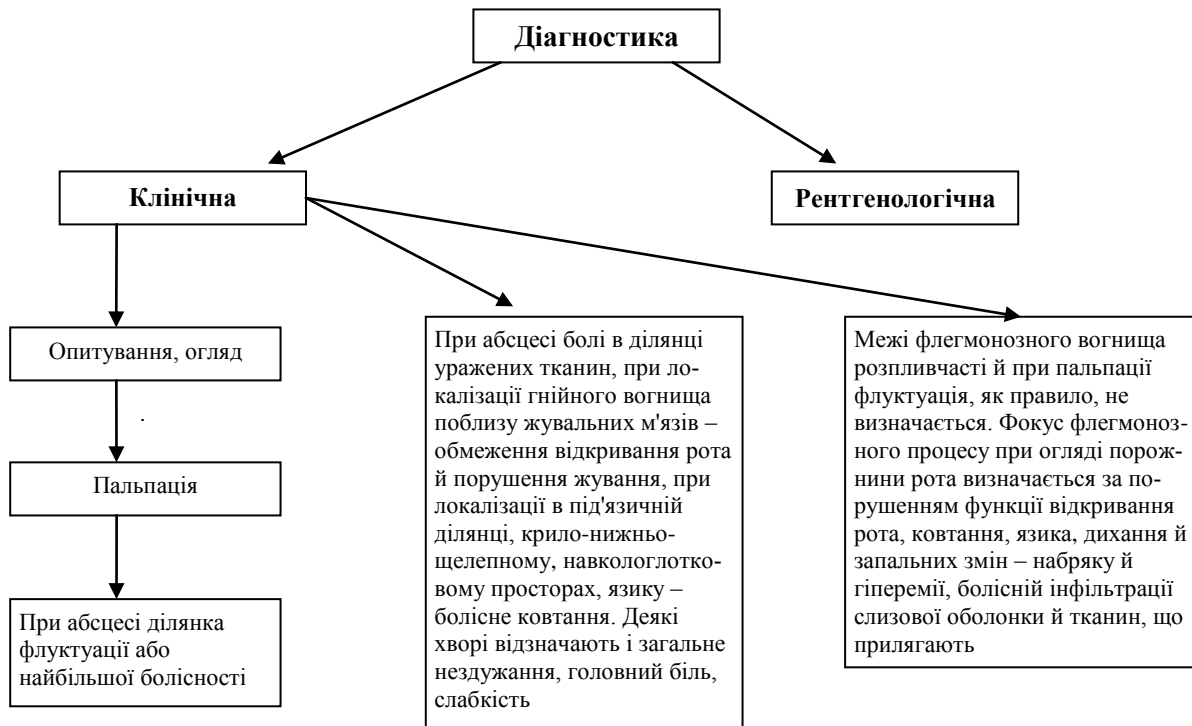 Діагностика
Клінічна
Рентгенологічна
Опитування, огляд
.
Пальпація
При абсцесі ділянка
флуктуації або
найбільшої болісності
При абсцесі болі в ділянці
уражених тканин, при ло-
калізації гнійного вогнища
поблизу жувальних м'язів –
обмеження відкривання рота
й порушення жування, при
локалізації в під'язичній
ділянці, крило-нижньо-
щелепному, навкологлотко-
вому просторах, язику –
болісне ковтання. Деякі
хворі відзначають і загальне
нездужання, головний біль,
слабкість
Межі флегмонозного вогнища
розпливчасті й при пальпації
флуктуація, як правило, не
визначається. Фокус флегмоноз-
ного процесу при огляді порож-
нини рота визначається за по-
рушенням функції відкривання
рота, ковтання, язика, дихання й
запальних змін – набряку й
гіперемії, болісній інфільтрації
слизової оболонки й тканин, що
прилягають